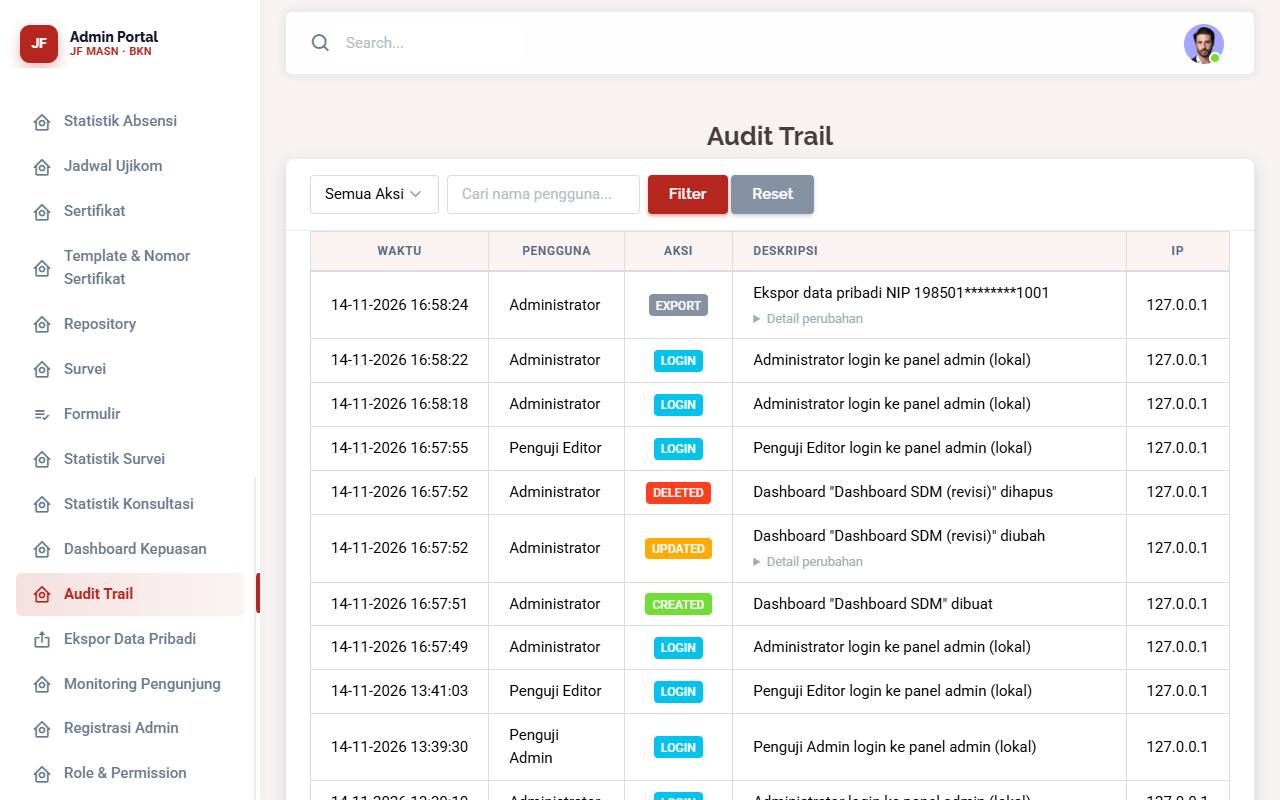 JF
Admin Portal
JF MASN · BKN
Search...
Statistik Absensi
Jadwal Ujikom
Sertifikat
Template & Nomor
Sertifikat
Repository
Survei
Formulir
Statistik Survei
Statistik Konsultasi
Dashboard Kepuasan
Audit Trail
Ekspor Data Pribadi
Monitoring Pengunjung
Registrasi Admin
Role & Permission
Audit Trail
Semua Aksi Cari nama pengguna... Filter Reset
WAKTU PENGGUNA AKSI DESKRIPSI IP
14-11-2026 16:58:24 Administrator EXPORT Ekspor data pribadi NIP 198501********1001 127.0.0.1
Detail perubahan
14-11-2026 16:58:22 Administrator LOGIN Administrator login ke panel admin (lokal) 127.0.0.1
14-11-2026 16:58:18 Administrator LOGIN Administrator login ke panel admin (lokal) 127.0.0.1
14-11-2026 16:57:55 Penguji Editor LOGIN Penguji Editor login ke panel admin (lokal) 127.0.0.1
14-11-2026 16:57:52 Administrator DELETED Dashboard "Dashboard SDM (revisi)" dihapus 127.0.0.1
14-11-2026 16:57:52 Administrator UPDATED Dashboard "Dashboard SDM (revisi)" diubah 127.0.0.1
Detail perubahan
14-11-2026 16:57:51 Administrator CREATED Dashboard "Dashboard SDM" dibuat 127.0.0.1
14-11-2026 16:57:49 Administrator LOGIN Administrator login ke panel admin (lokal) 127.0.0.1
14-11-2026 13:41:03 Penguji Editor LOGIN Penguji Editor login ke panel admin (lokal) 127.0.0.1
14-11-2026 13:39:30 Penguji Admin LOGIN Penguji Admin login ke panel admin (lokal) 127.0.0.1